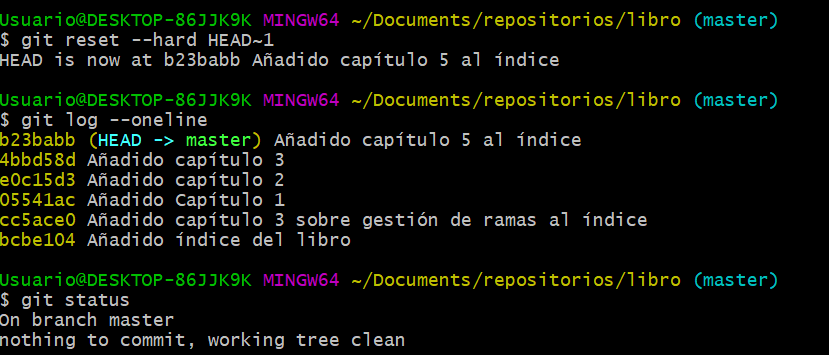 Usuario@DESKTOP-86JJK9K MINGW64 ~/Documents/repositorios/libro (master)
$ git reset --hard HEAD~1
HEAD is now at b23babb Añadido capítulo 5 al índice
Usuario@DESKTOP-86JJK9K MINGW64 ~/Documents/repositorios/libro (master)
$ git log --oneline
b23babb (HEAD -> master) Añadido capítulo 5 al índice
4bbd58d Añadido capítulo 3
e0c15d3 Añadido capítulo 2
05541ac Añadido Capítulo 1
cc5ace0 Añadido capítulo 3 sobre gestión de ramas al índice
bcbe104 Añadido índice del libro
Usuario@DESKTOP-86JJK9K MINGW64 ~/Documents/repositorios/libro (master)
$ git status
On branch master
nothing to commit, working tree clean